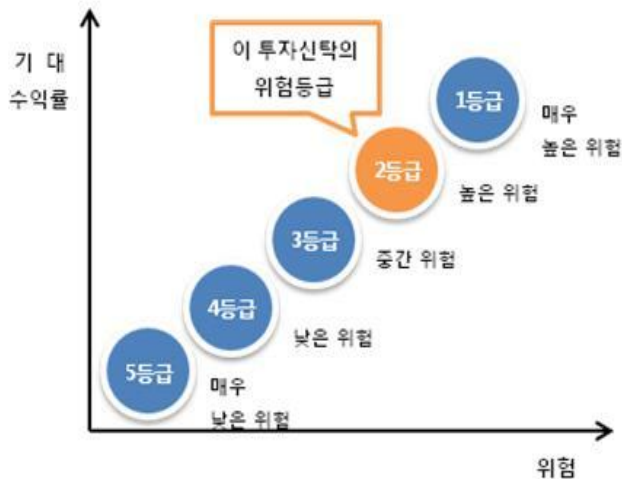 기 대
수익률
이 투자신탁의
위험등급
1등급
매우
높은 위험
2등급
높은 위험
3등급
중간 위험
4등급
낮은 위험
5등급
매우
낮은 위험
위험